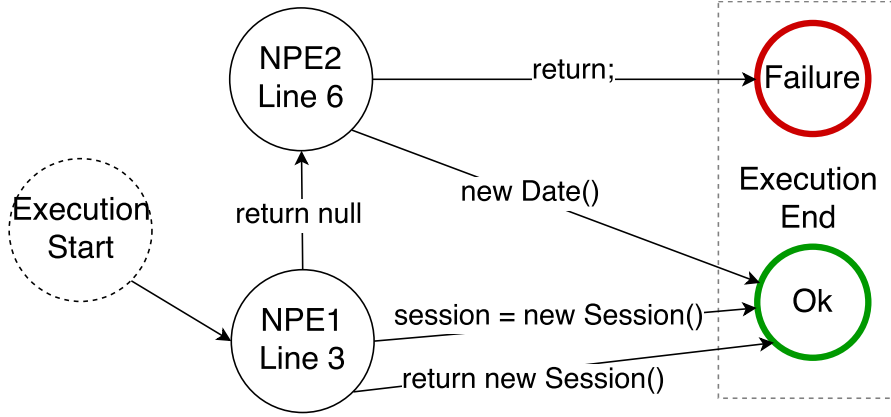 NPE2
Line 6
return;
Failure
Execution
Start
return null
new Date()
Execution
End
NPE1
Line 3
session = new Session()
Ok
return new Session()